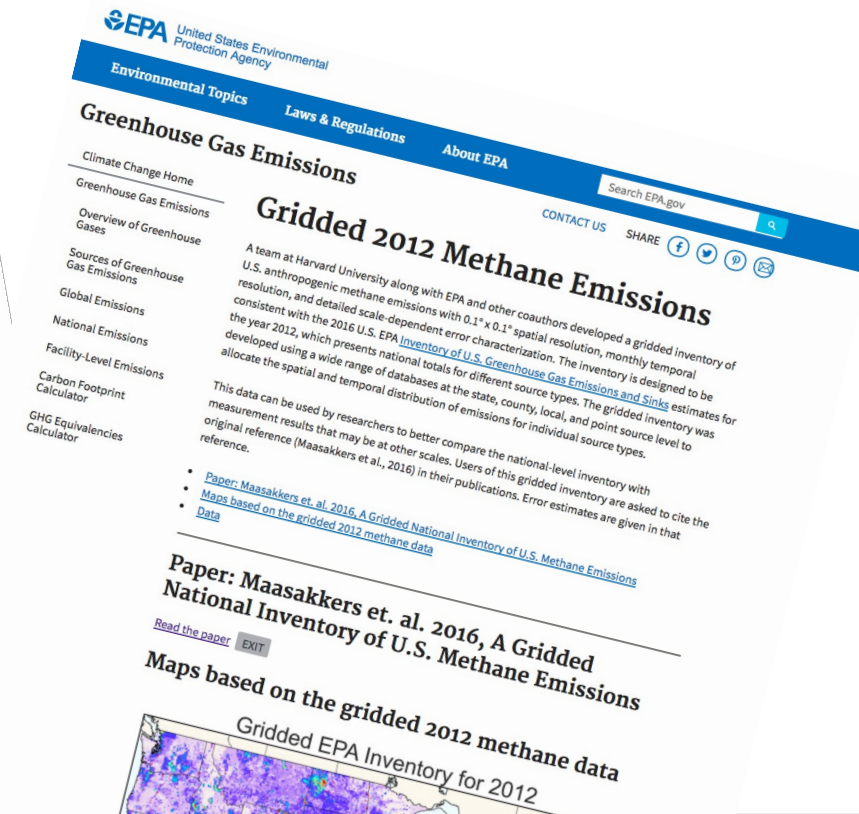 EPA United States Environmental
Protection Agency
Environmental Topics Laws & Regulations About EPA
Search EPA.gov
Greenhouse Gas Emissions
CONTACT US SHARE
Climate Change Home
Greenhouse Gas Emissions
Overview of Greenhouse
Gases
Sources of Greenhouse
Gas Emissions
Global Emissions
National Emissions
Facility-Level Emissions
Carbon Footprint
Calculator
GHG Equivalencies
Calculator
Gridded 2012 Methane Emissions
A team at Harvard University along with EPA and other coauthors developed a gridded inventory of
U.S. anthropogenic methane emissions with 0.1° x 0.1° spatial resolution, monthly temporal
resolution, and detailed scale-dependent error characterization. The inventory is designed to be
consistent with the 2016 U.S. EPA Inventory of U.S. Greenhouse Gas Emissions and Sinks estimates for
the year 2012, which presents national totals for different source types. The gridded inventory was
developed using a wide range of databases at the state, county, local, and point source level to
allocate the spatial and temporal distribution of emissions for individual source types.
This data can be used by researchers to better compare the national-level inventory with
measurement results that may be at other scales. Users of this gridded inventory are asked to cite the
original reference (Maasakkers et al., 2016) in their publications. Error estimates are given in that
reference.
• Paper: Maasakkers et. al. 2016, A Gridded National Inventory of U.S. Methane Emissions
• Maps based on the gridded 2012 methane data
• Data
Paper: Maasakkers et. al. 2016, A Gridded
National Inventory of U.S. Methane Emissions
Read the paper EXIT
Maps based on the gridded 2012 methane data
Gridded EPA Inventory for 2012